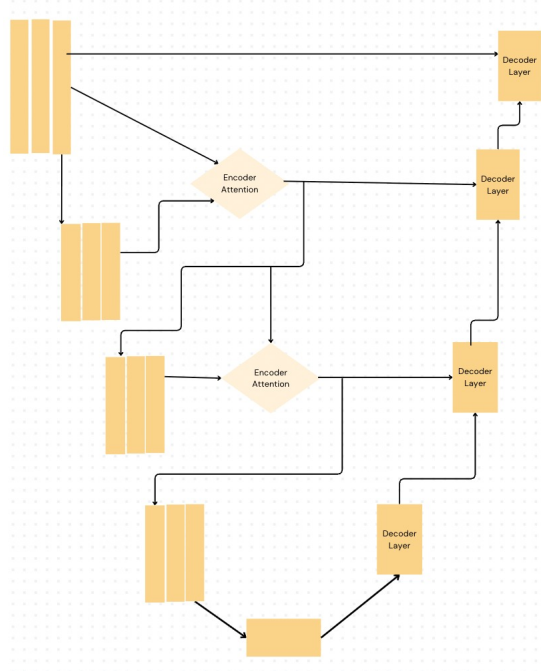 Decoder
Layer
Encoder
Attention
Decoder
Layer
Encoder
Attention
Decoder
Layer
Decoder
Layer